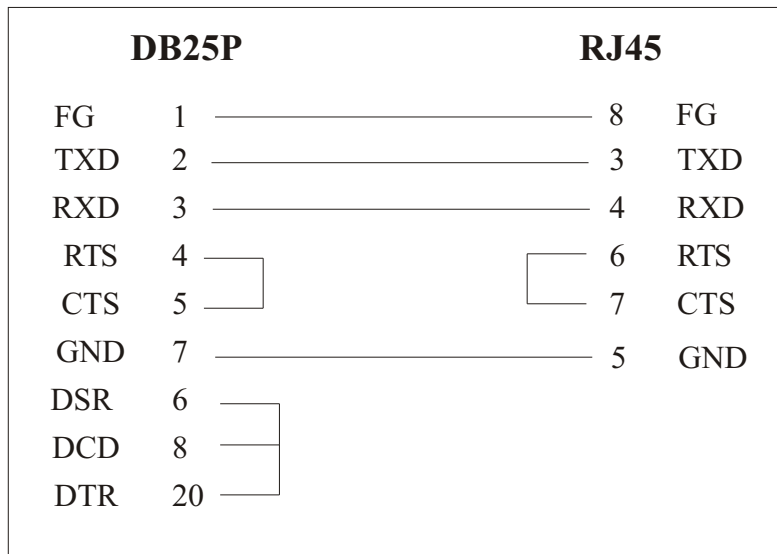 DB25P RJ45
FG 1 8 FG
TXD 2 3 TXD
RXD 3 4 RXD
RTS 4 6 RTS
CTS 5 7 CTS
GND 7 5 GND
DSR 6
DCD 8
DTR 20